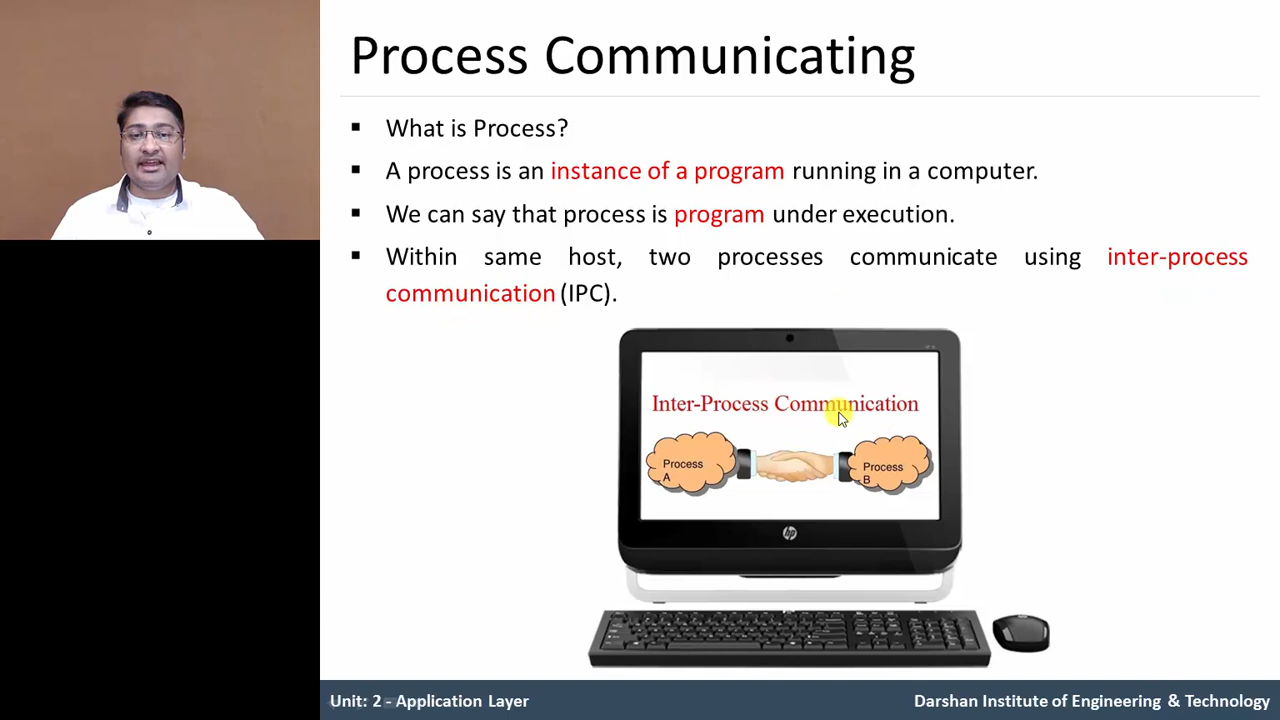 Process Communicating
▪ What is Process?
▪ A process is an instance of a program running in a computer.
▪ We can say that process is program under execution.
▪ Within same host, two processes communicate using inter-process
communication (IPC).
Inter-Process Communication
Process
A
Process
B
hp
Unit: 2 - Application Layer
Darshan Institute of Engineering & Technology